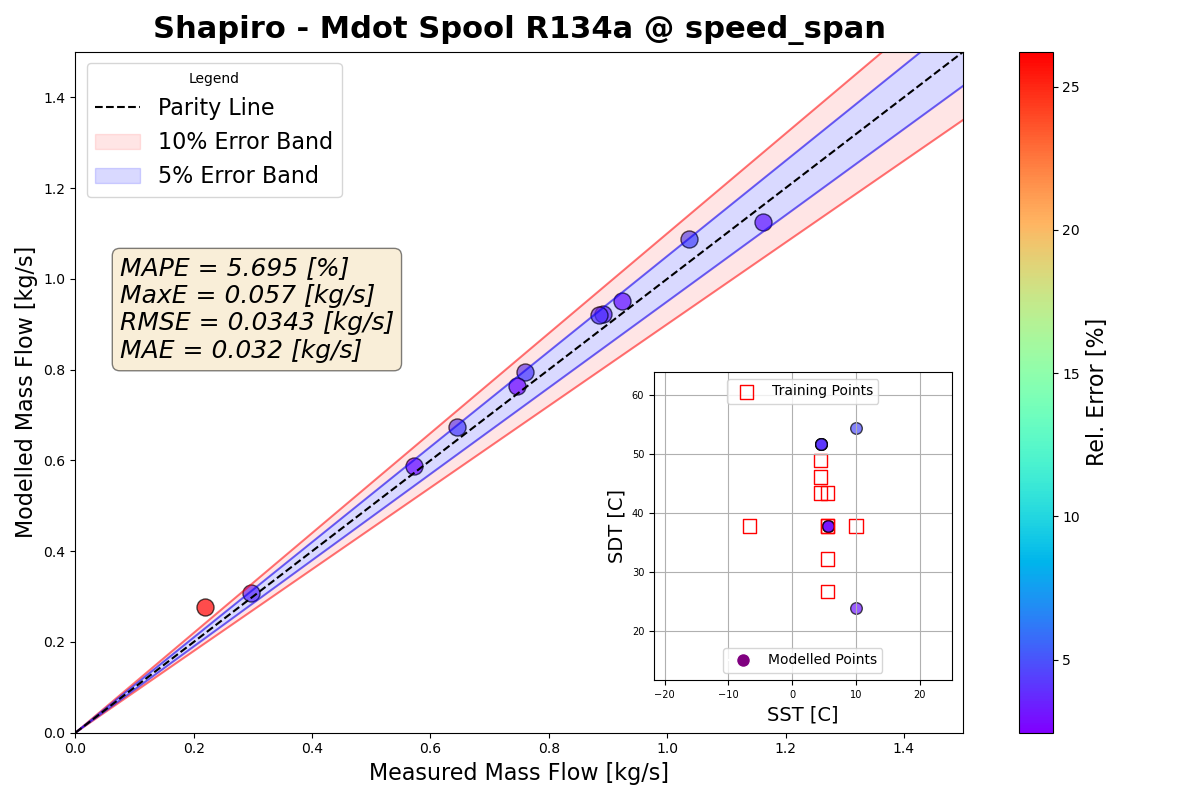 Shapiro - Mdot Spool R134a @ speed_span
Legend
Parity Line
10% Error Band
5% Error Band
MAPE = 5.695 [%]
MaxE = 0.057 [kg/s]
RMSE = 0.0343 [kg/s]
MAE = 0.032 [kg/s]
Modelled Mass Flow [kg/s]
1.4
1.2
1.0
0.8
0.6
0.4
0.2
0.0
0.0
0.2
0.4
0.6
0.8
1.0
1.2
1.4
Measured Mass Flow [kg/s]
Training Points
SDT [C]
60
50
40
30
20
Modelled Points
−20
−10
0
10
20
SST [C]
25
20
15
10
5
Rel. Error [%]